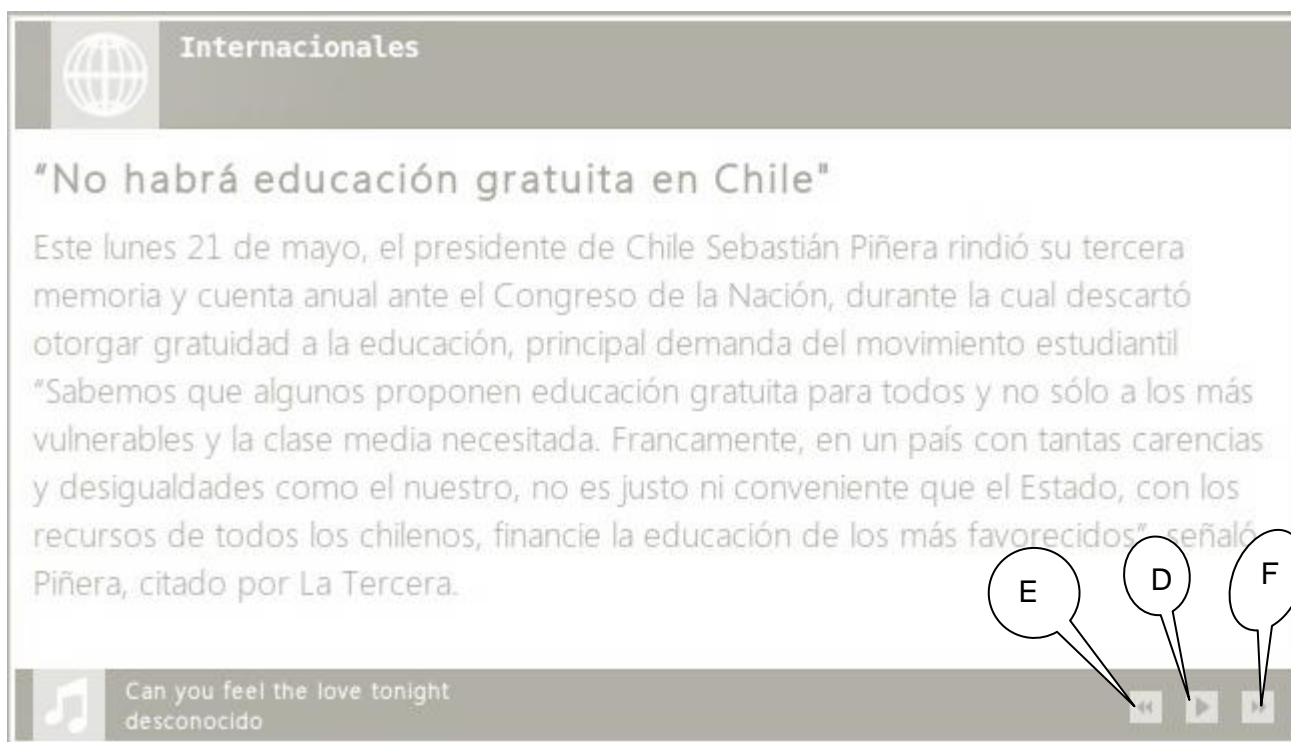 Internacionales
“No habrá educación gratuita en Chile"
Este lunes 21 de mayo, el presidente de Chile Sebastián Piñera rindió su tercera
memoria y cuenta anual ante el Congreso de la Nación, durante la cual descartó
otorgar gratuidad a la educación, principal demanda del movimiento estudiantil
“Sabemos que algunos proponen educación gratuita para todos y no sólo a los más
vulnerables y la clase media necesitada. Francamente, en un país con tantas carencias
y desigualdades como el nuestro, no es justo ni conveniente que el Estado, con los
recursos de todos los chilenos, financie la educación de los más favorecidos”, señaló
Piñera, citado por La Tercera.
E
D
F
Can you feel the love tonight
desconocido